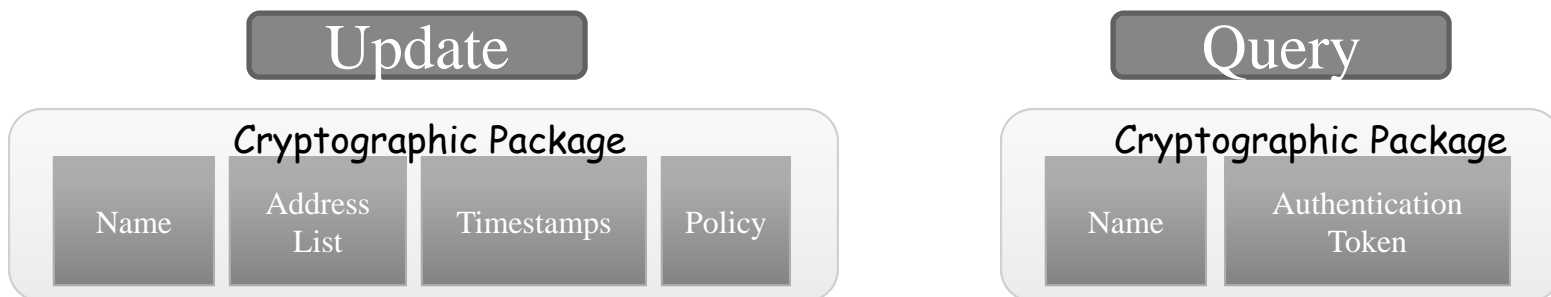 Update
Cryptographic Package
Name
Address
List
Timestamps
Policy
Query
Cryptographic Package
Name
Authentication
Token